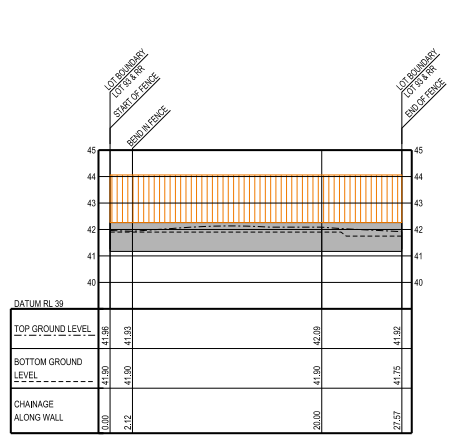 LOT BOUNDARY
LOT 93 & RR
START OF FENCE
BEND IN FENCE
LOT BOUNDARY
LOT 93 & RR
END OF FENCE
45 45
44 44
43 43
42 42
41 41
40 40
DATUM RL 39
TOP GROUND LEVEL 41.96 41.93 42.09 41.92
BOTTOM GROUND
LEVEL 41.90 41.90 41.90 41.75
CHAINAGE
ALONG WALL 0.00 2.12 20.00 27.57